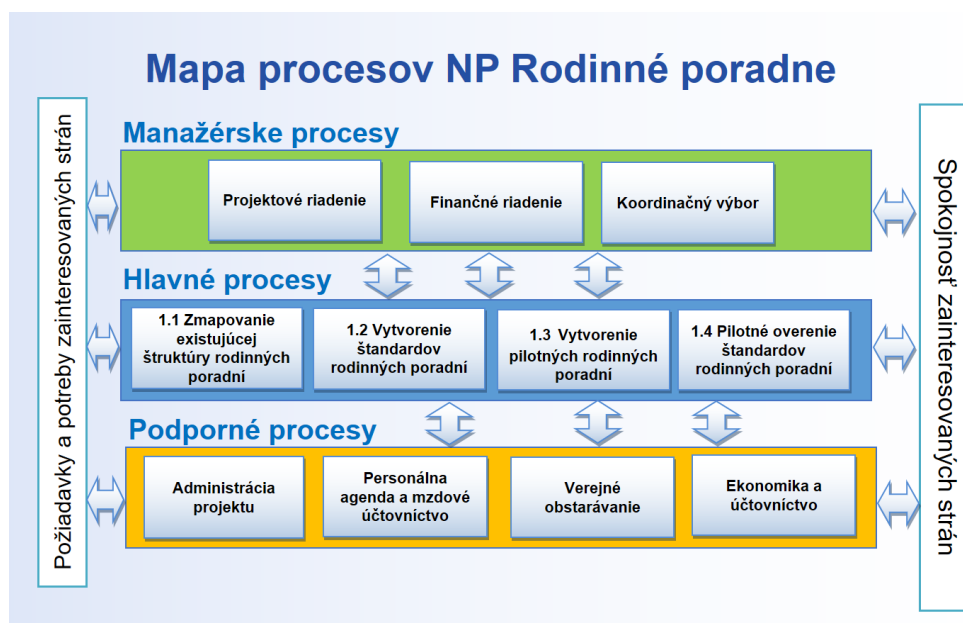 Mapa procesov NP Rodinné poradne
Požiadavky a potreby zainteresovaných strán
Manažérske procesy
Projektové riadenie
Finančné riadenie
Koordinačný výbor
Hlavné procesy
1.1 Zmapovanie
existujúcej
štruktúry rodinných
poradní
1.2 Vytvorenie
štandardov
rodinných poradní
1.3 Vytvorenie
pilotných rodinných
poradní
1.4 Pilotné overenie
štandardov
rodinných poradní
Podporné procesy
Administrácia
projektu
Personálna
agenda a mzdové
účtovníctvo
Verejné
obstarávanie
Ekonomika a
účtovníctvo
Spokojnosť zainteresovaných strán